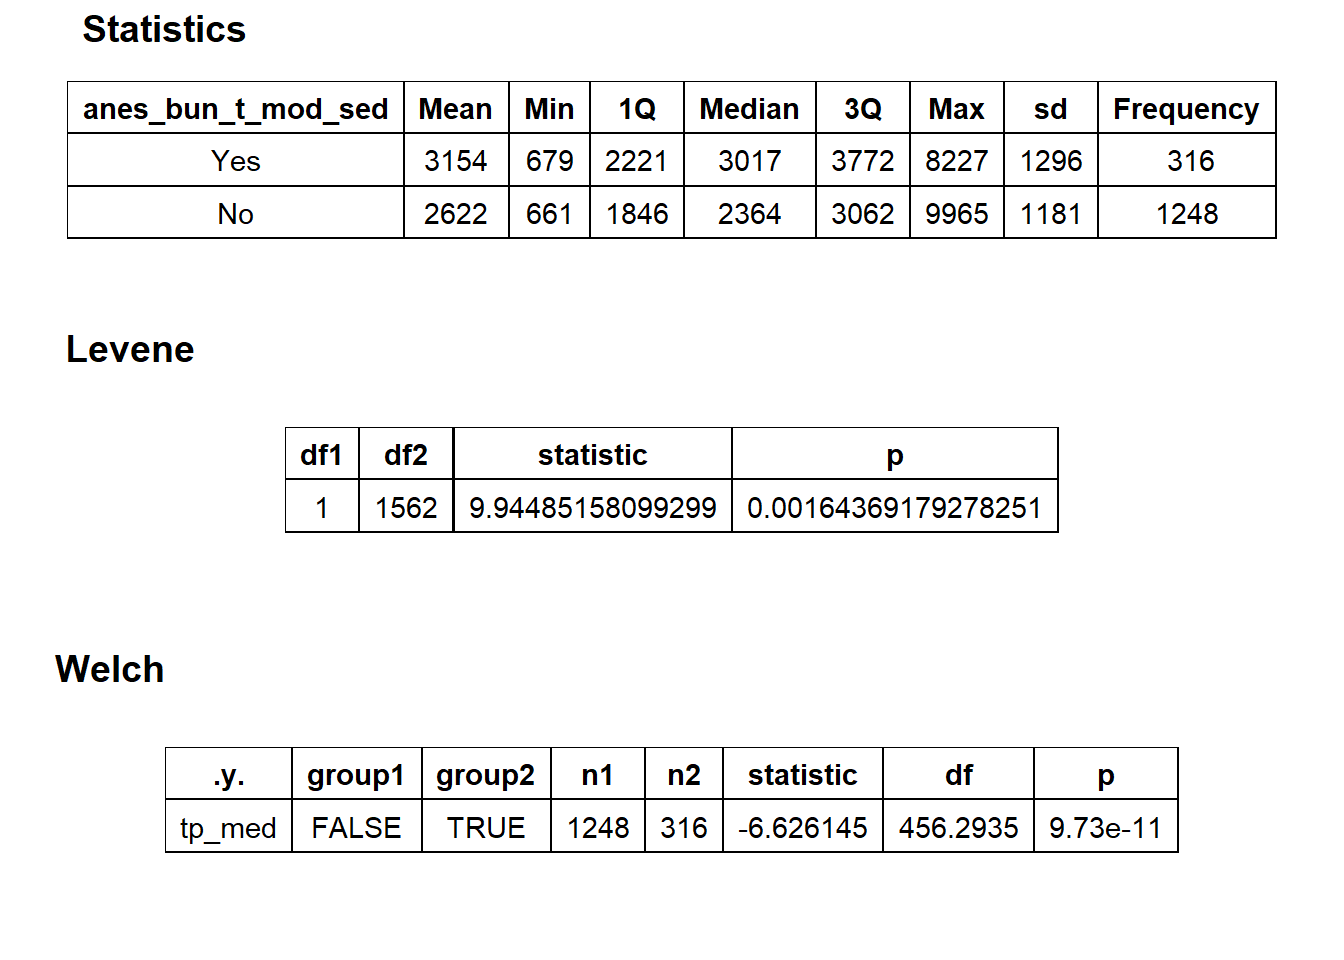 Statistics
anes_bun_t_mod_sed Mean Min 1Q Median 3Q Max sd Frequency
Yes 3154 679 2221 3017 3772 8227 1296 316
No 2622 661 1846 2364 3062 9965 1181 1248
Levene
df1 df2 statistic p
1 1562 9.94485158099299 0.00164369179278251
Welch
.y. group1 group2 n1 n2 statistic df p
tp_med FALSE TRUE 1248 316 -6.626145 456.2935 9.73e-11